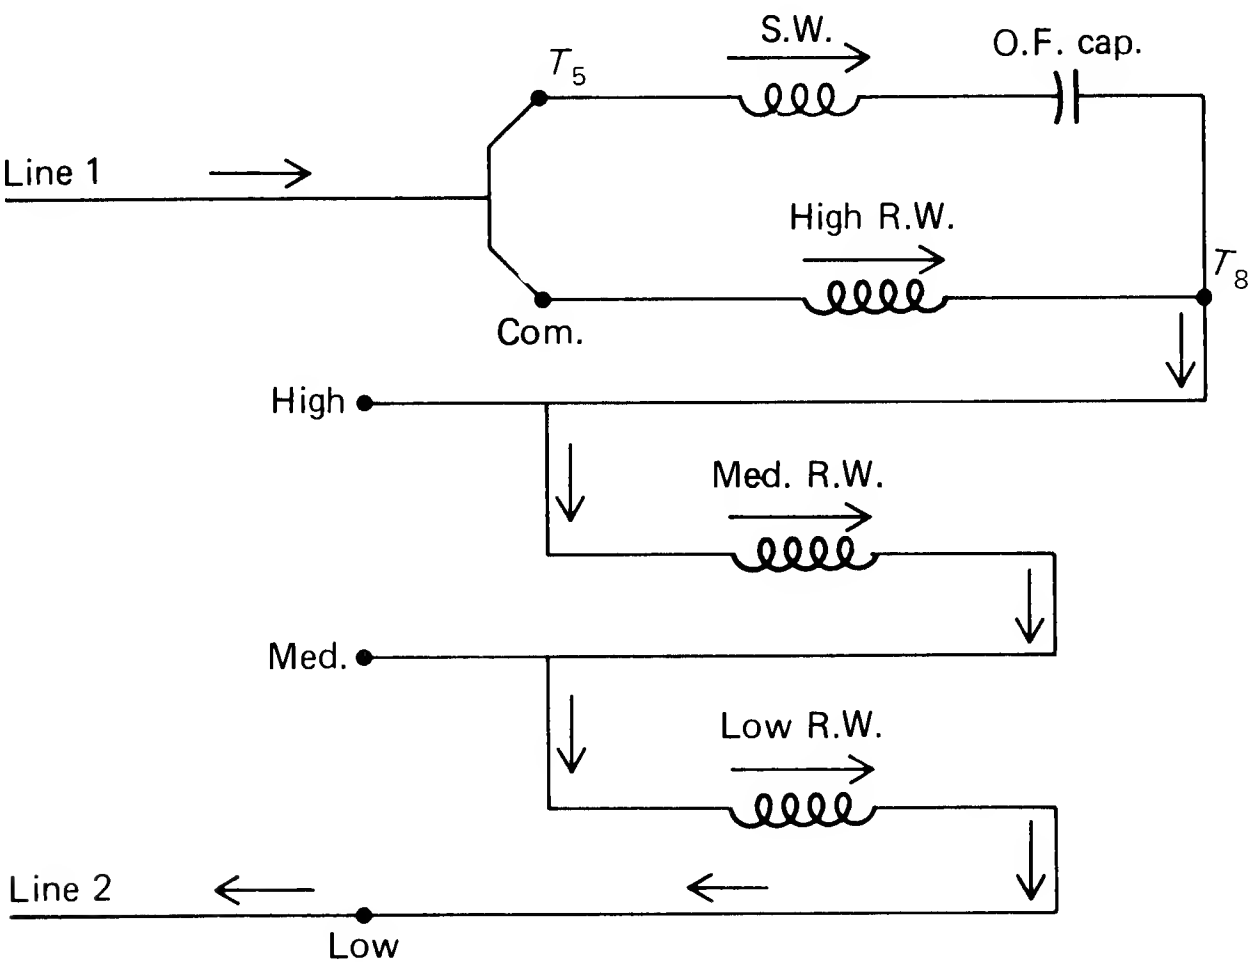 S.W.
O.F. cap.
T5
Line 1
High R.W.
T8
Com.
High
Med. R.W.
Med.
Low R.W.
Line 2
Low